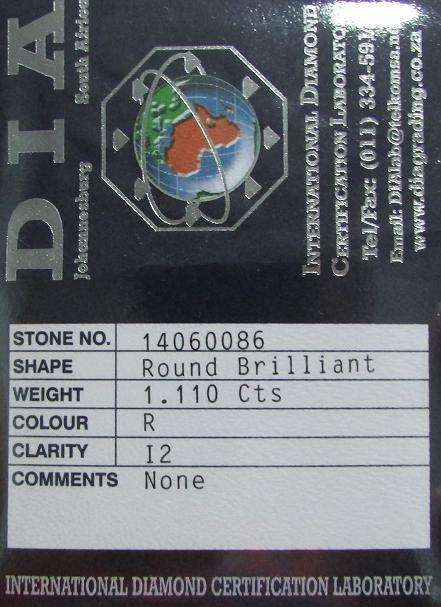 DIA
Johannesburg South Africa
INTERNATIONAL DIAMOND
CERTIFICATION LABORATO
Tel/Fax: (011) 334-591
Email: DIAlab@telkomsa.n
www.diagrading.co.za
STONE NO. 14060086
SHAPE Round Brilliant
WEIGHT 1.110 Cts
COLOUR R
CLARITY I2
COMMENTS None
INTERNATIONAL DIAMOND CERTIFICATION LABORATORY